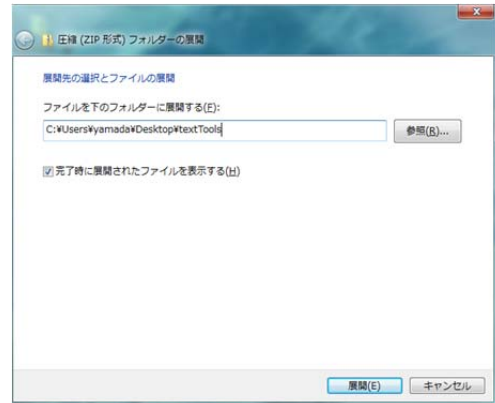 圧縮 (ZIP 形式) フォルダーの展開
展開先の選択とファイルの展開
ファイルを下のフォルダーに展開する(F):
C:¥Users¥yamada¥Desktop¥textTools
参照(R)...
完了時に展開されたファイルを表示する(H)
展開(E)
キャンセル